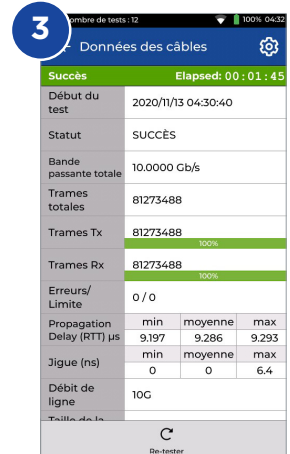 3
ombre de tests : 12 100% 04:32
Données des câbles
Succès Elapsed: 00:01:45
Début du test 2020/11/13 04:30:40
Statut SUCCÈS
Bande passante totale 10.0000 Gb/s
Trames totales 81273488
Trames Tx 81273488
100%
Trames Rx 81273488
100%
Erreurs/ Limite 0 / 0
Propagation Delay (RTT) µs min moyenne max
9.197 9.286 9.293
Jigue (ns) min moyenne max
0 0 6.4
Débit de ligne 10G
Taille de la
Re-tester